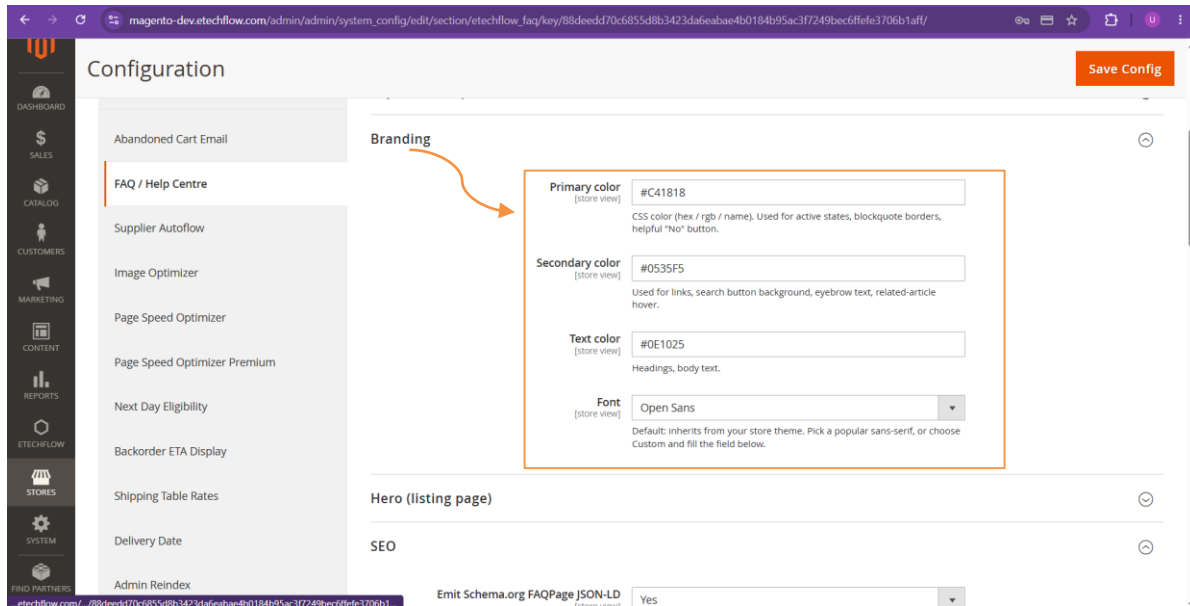 magento-dev.etechflow.com/admin/admin/system_config/edit/section/etechflow_faq/key/88deedd70c6855d8b3423da6eabae4b0184b95ac3f7249bec6ffefe3706b1aff/
U
Configuration
Save Config
DASHBOARD
SALES
CATALOG
CUSTOMERS
MARKETING
CONTENT
REPORTS
ETECHFLOW
STORES
SYSTEM
FIND PARTNERS
Abandoned Cart Email
FAQ / Help Centre
Supplier Autoflow
Image Optimizer
Page Speed Optimizer
Page Speed Optimizer Premium
Next Day Eligibility
Backorder ETA Display
Shipping Table Rates
Delivery Date
Admin Reindex
Branding
Primary color
[store view]
#C41818
CSS color (hex / rgb / name). Used for active states, blockquote borders,
helpful "No" button.
Secondary color
[store view]
#0535F5
Used for links, search button background, eyebrow text, related-article
hover.
Text color
[store view]
#0E1025
Headings, body text.
Font
[store view]
Open Sans
Default: inherits from your store theme. Pick a popular sans-serif, or choose
Custom and fill the field below.
Hero (listing page)
SEO
Emit Schema.org FAQPage JSON-LD
[store view]
Yes
etechflow.com/.../88deedd70c6855d8b3423da6eabae4b0184b95ac3f7249bec6ffefe3706b1...